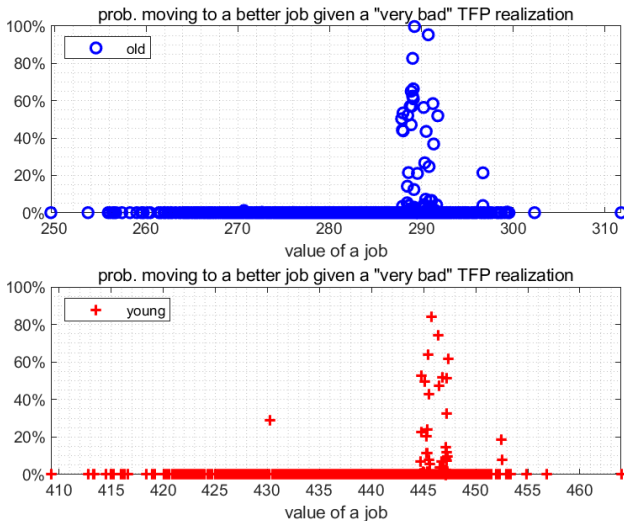 prob. moving to a better job given a "very bad" TFP realization
100%
80%
60%
40%
20%
0%
old
250 260 270 280 290 300 310
value of a job
prob. moving to a better job given a "very bad" TFP realization
100%
80%
60%
40%
20%
0%
young
410 415 420 425 430 435 440 445 450 455 460
value of a job